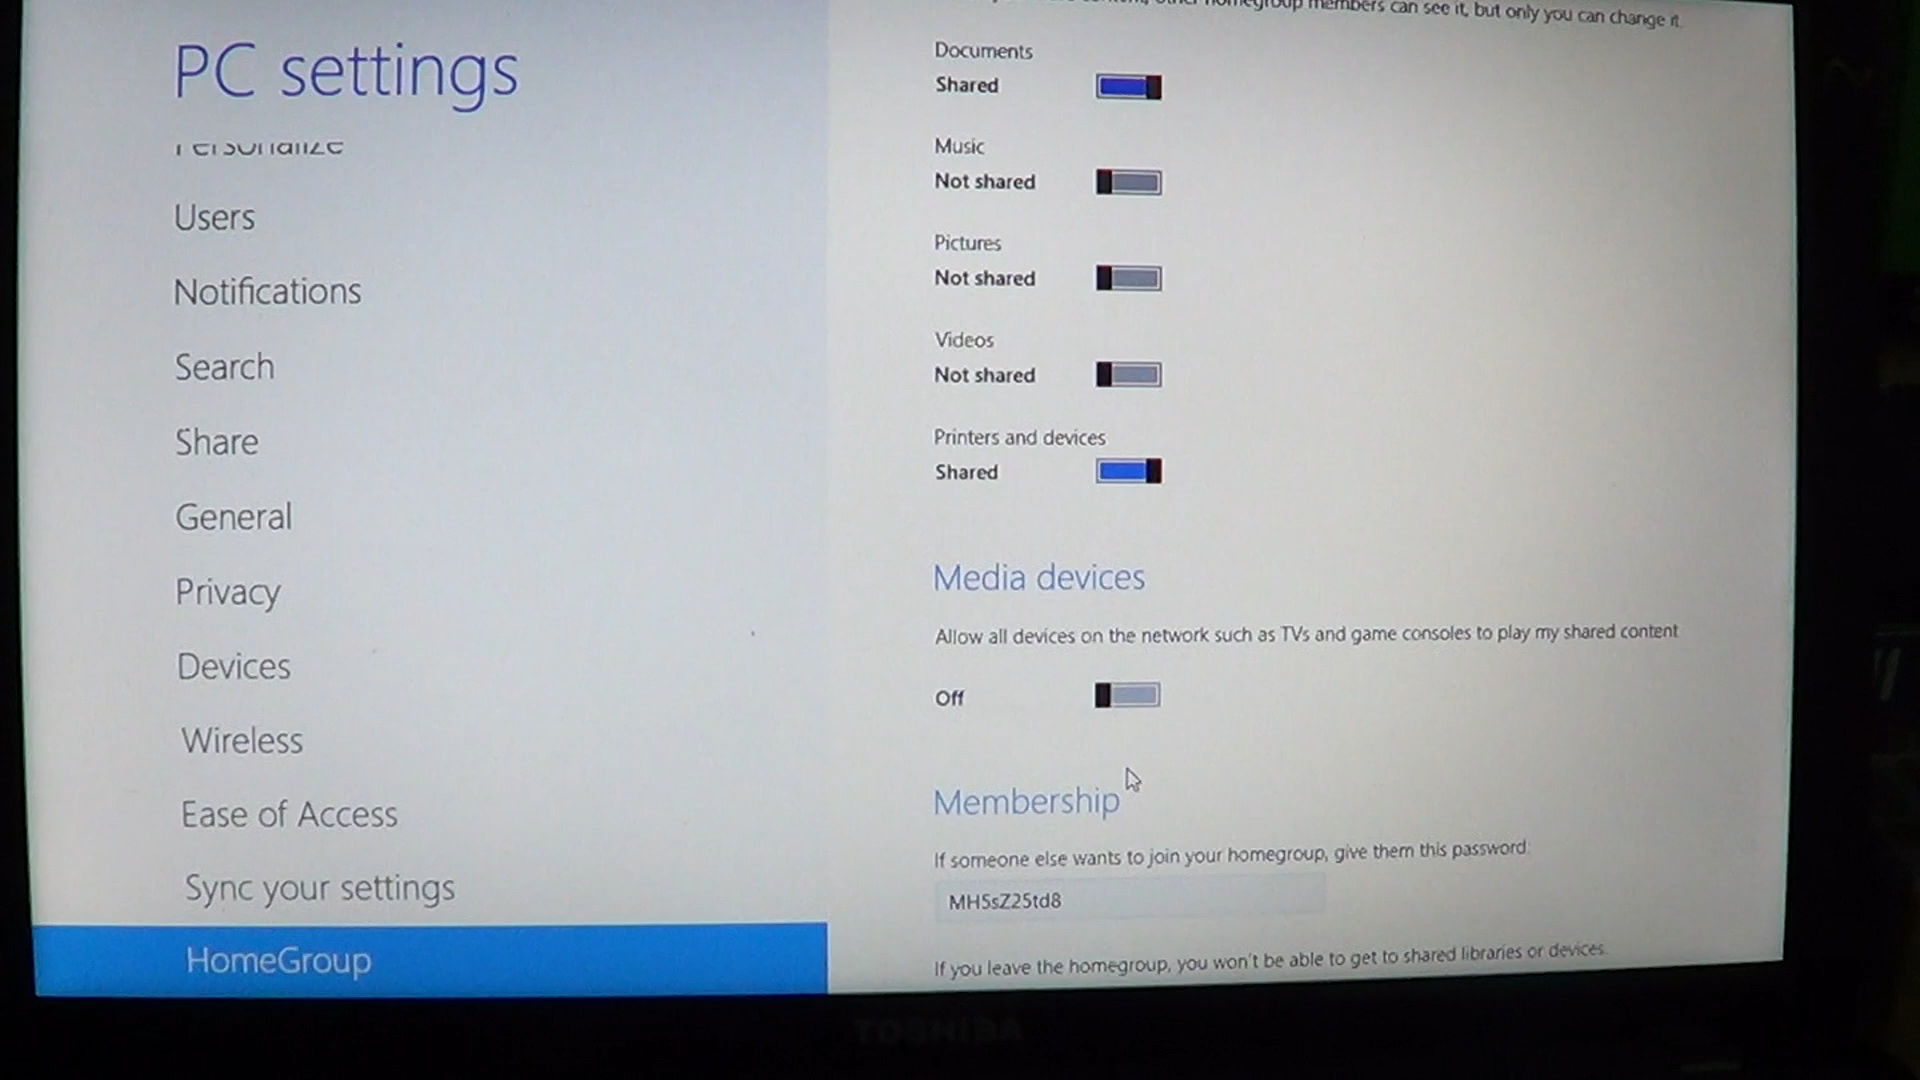 PC settings
Personalize
Users
Notifications
Search
Share
General
Privacy
Devices
Wireless
Ease of Access
Sync your settings
HomeGroup
homegroup members can see it, but only you can change it.
Documents
Shared
Music
Not shared
Pictures
Not shared
Videos
Not shared
Printers and devices
Shared
Media devices
Allow all devices on the network such as TVs and game consoles to play my shared content
Off
Membership
If someone else wants to join your homegroup, give them this password:
MH5sZ25td8
If you leave the homegroup, you won't be able to get to shared libraries or devices.
TOSHIBA